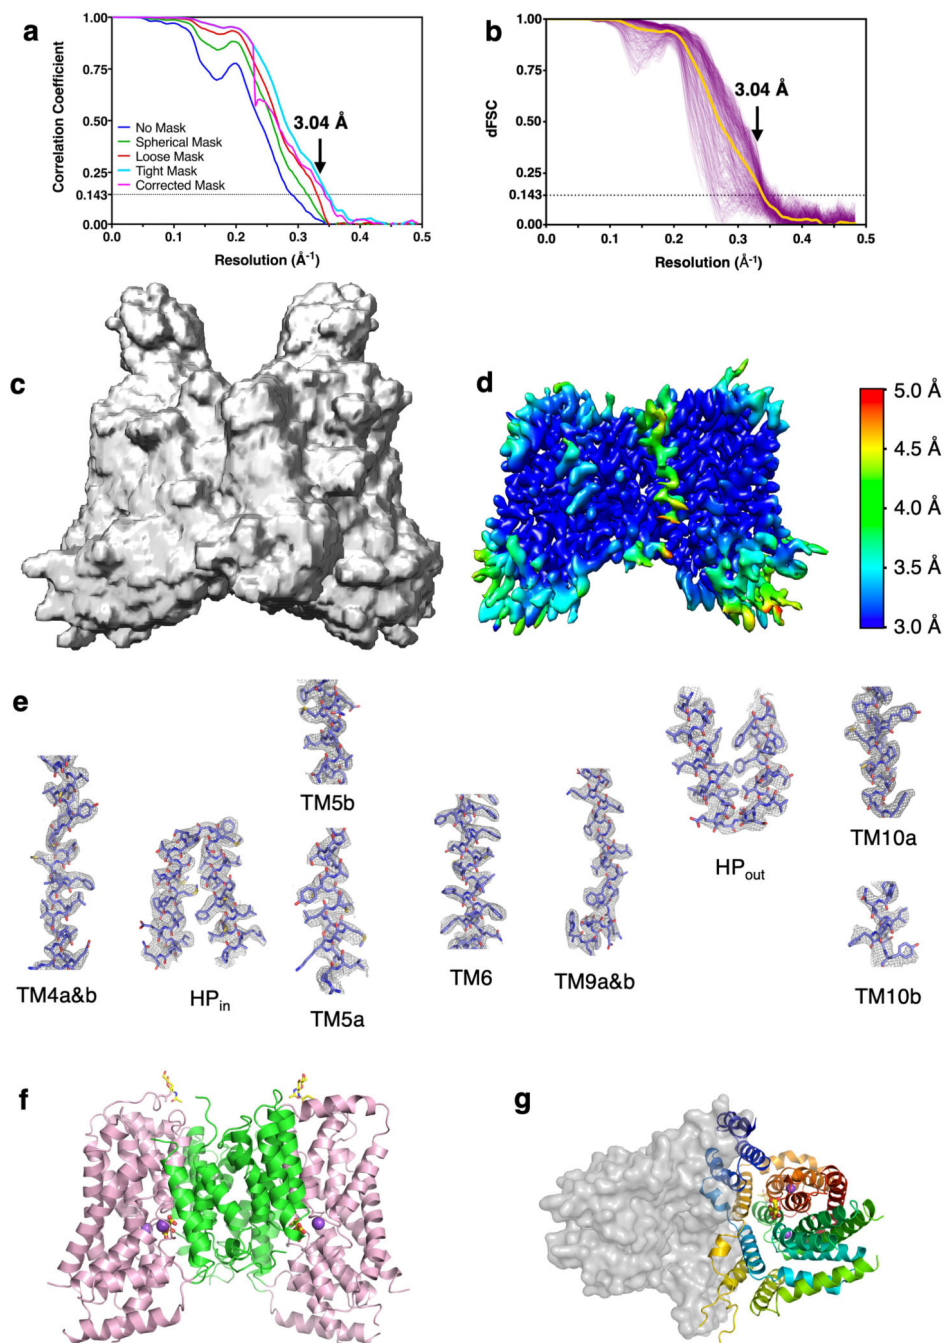 a
1.00
0.75
0.50
0.25
0.143
0.00
Correlation Coefficient
3.04 Å
No Mask
Spherical Mask
Loose Mask
Tight Mask
Corrected Mask
0.0 0.1 0.2 0.3 0.4 0.5
Resolution (Å⁻¹)
b
1.00
0.75
0.50
0.25
0.143
0.00
dFSC
3.04 Å
0.0 0.1 0.2 0.3 0.4 0.5
Resolution (Å⁻¹)
c
d
5.0 Å
4.5 Å
4.0 Å
3.5 Å
3.0 Å
e
TM4a&b
HPin
TM5b
TM5a
TM6
TM9a&b
HPout
TM10a
TM10b
f
g